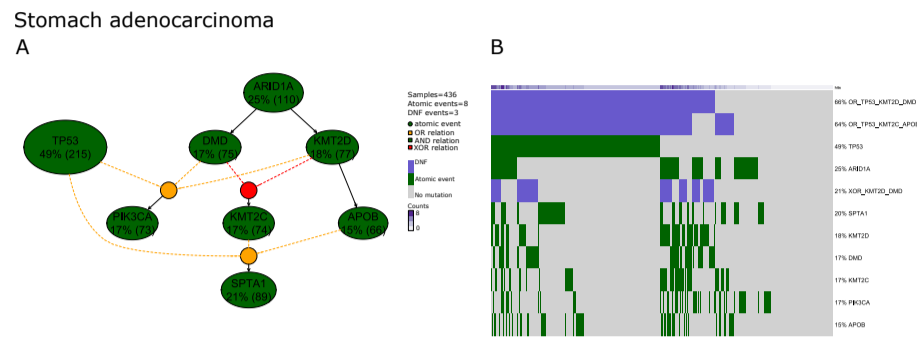 Stomach adenocarcinoma
A
B
ARID1A
25% (110)
TP53
49% (215)
DMD
17% (75)
KMT2D
18% (77)
PIK3CA
17% (73)
KMT2C
17% (74)
APOB
15% (66)
SPTA1
21% (89)
Samples=436
Atomic events=8
DNF events=3
atomic event
OR relation
AND relation
XOR relation
DNF
Atomic event
No mutation
Counts
8
0
66% OR_TP53_KMT2D_DMD
64% OR_TP53_KMT2C_APOB
49% TP53
25% ARID1A
21% XOR_KMT2D_DMD
20% SPTA1
18% KMT2D
17% DMD
17% KMT2C
17% PIK3CA
15% APOB